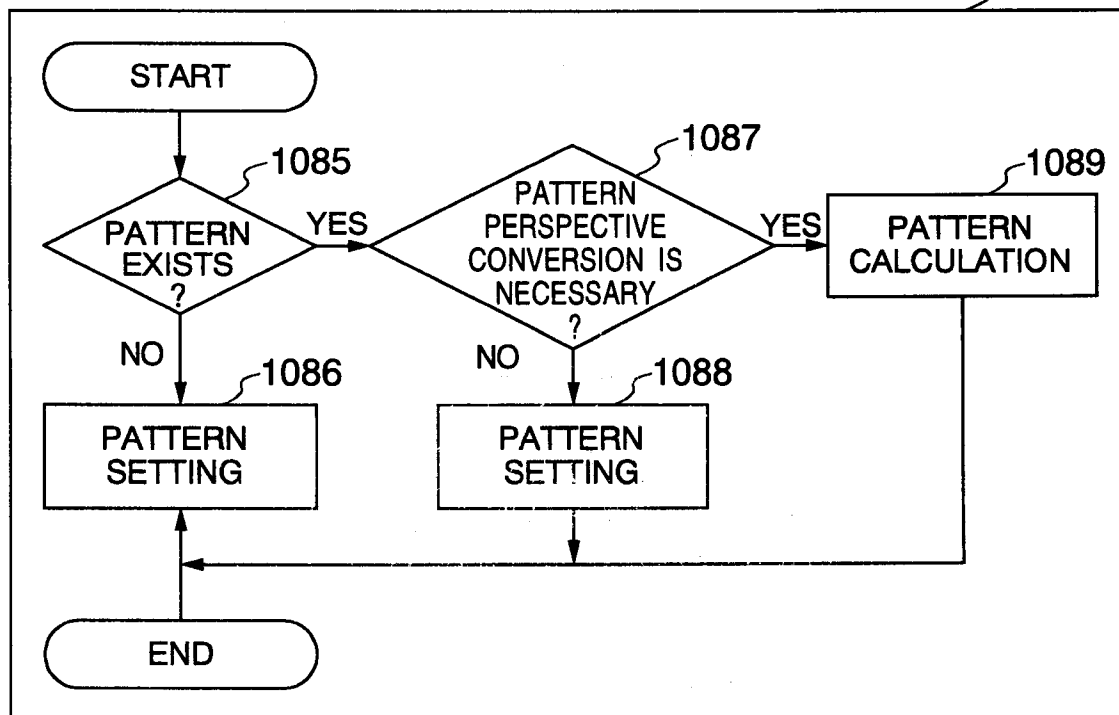 START
1085
PATTERN
EXISTS
?
YES
NO
1087
PATTERN
PERSPECTIVE
CONVERSION IS
NECESSARY
?
YES
NO
1089
PATTERN
CALCULATION
1086
PATTERN
SETTING
1088
PATTERN
SETTING
END